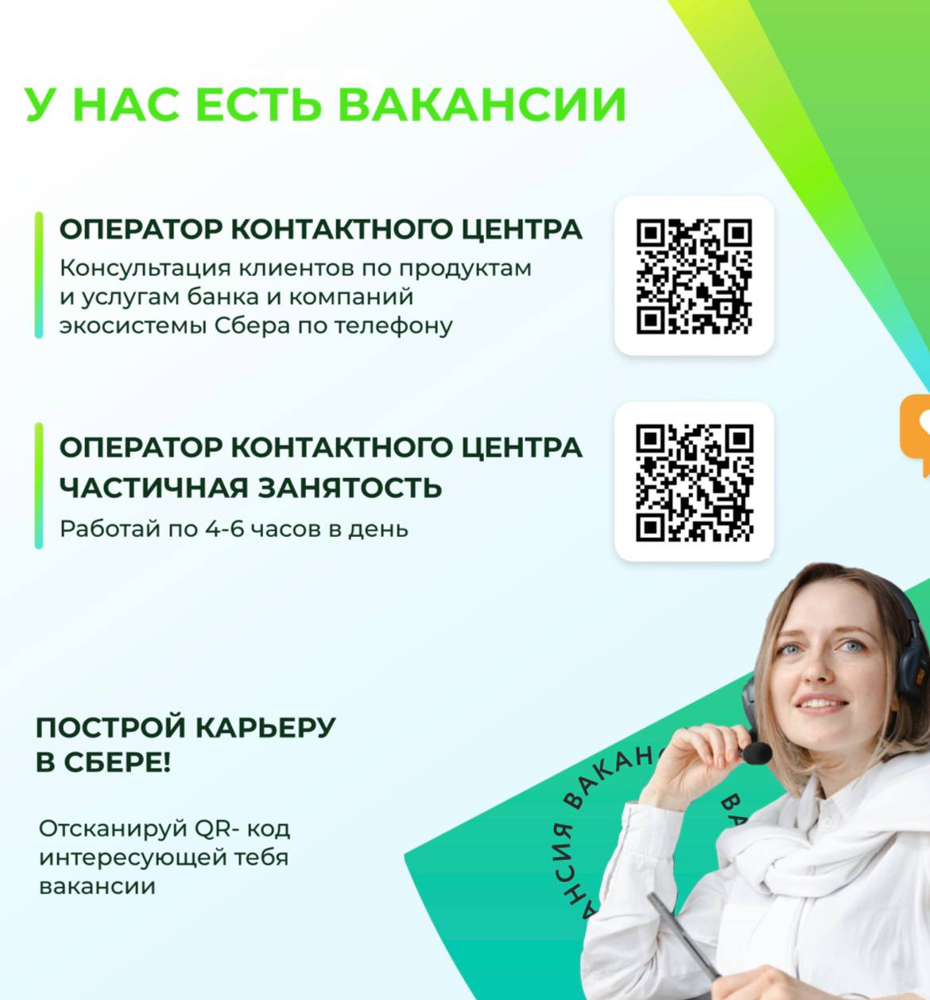 У НАС ЕСТЬ ВАКАНСИИ
ОПЕРАТОР КОНТАКТНОГО ЦЕНТРА
Консультация клиентов по продуктам
и услугам банка и компаний
экосистемы Сбера по телефону
ОПЕРАТОР КОНТАКТНОГО ЦЕНТРА
ЧАСТИЧНАЯ ЗАНЯТОСТЬ
Работай по 4-6 часов в день
ПОСТРОЙ КАРЬЕРУ
В СБЕРЕ!
Отсканируй QR- код
интересующей тебя
вакансии
АНСИЯ ВАКАНС
ВА